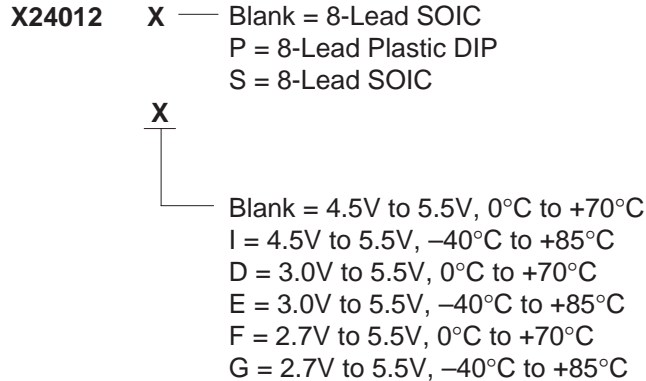 X24012 X Blank = 8-Lead SOIC
P = 8-Lead Plastic DIP
S = 8-Lead SOIC
X
Blank = 4.5V to 5.5V, 0°C to +70°C
I = 4.5V to 5.5V, –40°C to +85°C
D = 3.0V to 5.5V, 0°C to +70°C
E = 3.0V to 5.5V, –40°C to +85°C
F = 2.7V to 5.5V, 0°C to +70°C
G = 2.7V to 5.5V, –40°C to +85°C